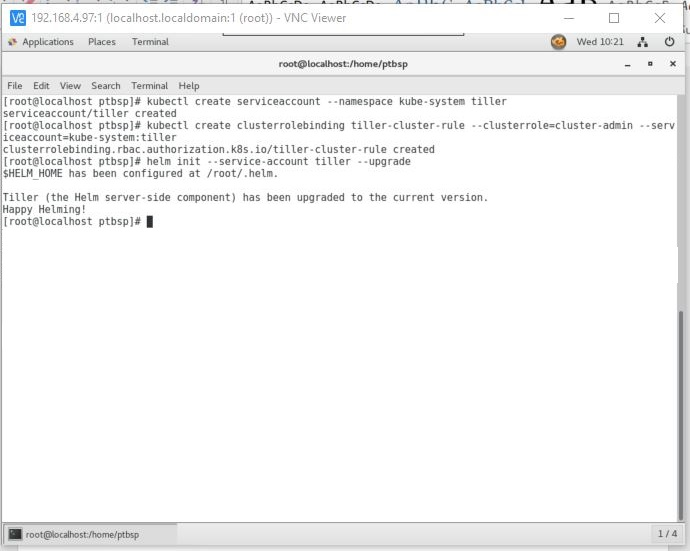 192.168.4.97:1 (localhost.localdomain:1 (root)) - VNC Viewer
Applications Places Terminal Wed 10:21
root@localhost:/home/ptbsp
File Edit View Search Terminal Help
[root@localhost ptbsp]# kubectl create serviceaccount --namespace kube-system tiller
serviceaccount/tiller created
[root@localhost ptbsp]# kubectl create clusterrolebinding tiller-cluster-rule --clusterrole=cluster-admin --serv
iceaccount=kube-system:tiller
clusterrolebinding.rbac.authorization.k8s.io/tiller-cluster-rule created
[root@localhost ptbsp]# helm init --service-account tiller --upgrade
$HELM_HOME has been configured at /root/.helm.
Tiller (the Helm server-side component) has been upgraded to the current version.
Happy Helming!
[root@localhost ptbsp]#
root@localhost:/home/ptbsp
1 / 4